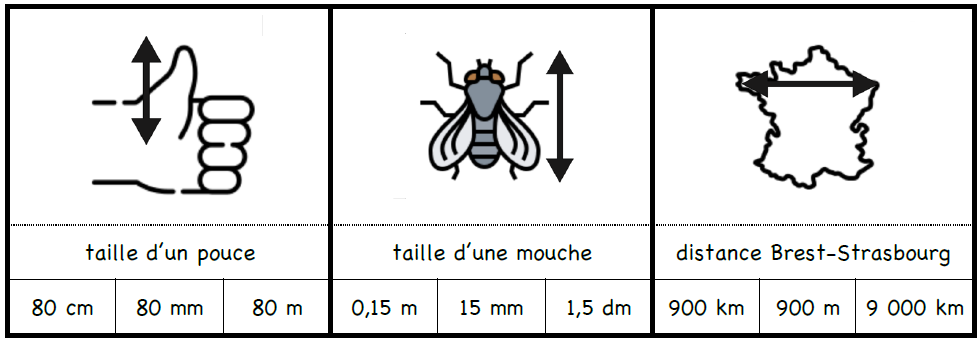 taille d'un pouce
80 cm 80 mm 80 m
taille d'une mouche
0,15 m 15 mm 1,5 dm
distance Brest-Strasbourg
900 km 900 m 9 000 km